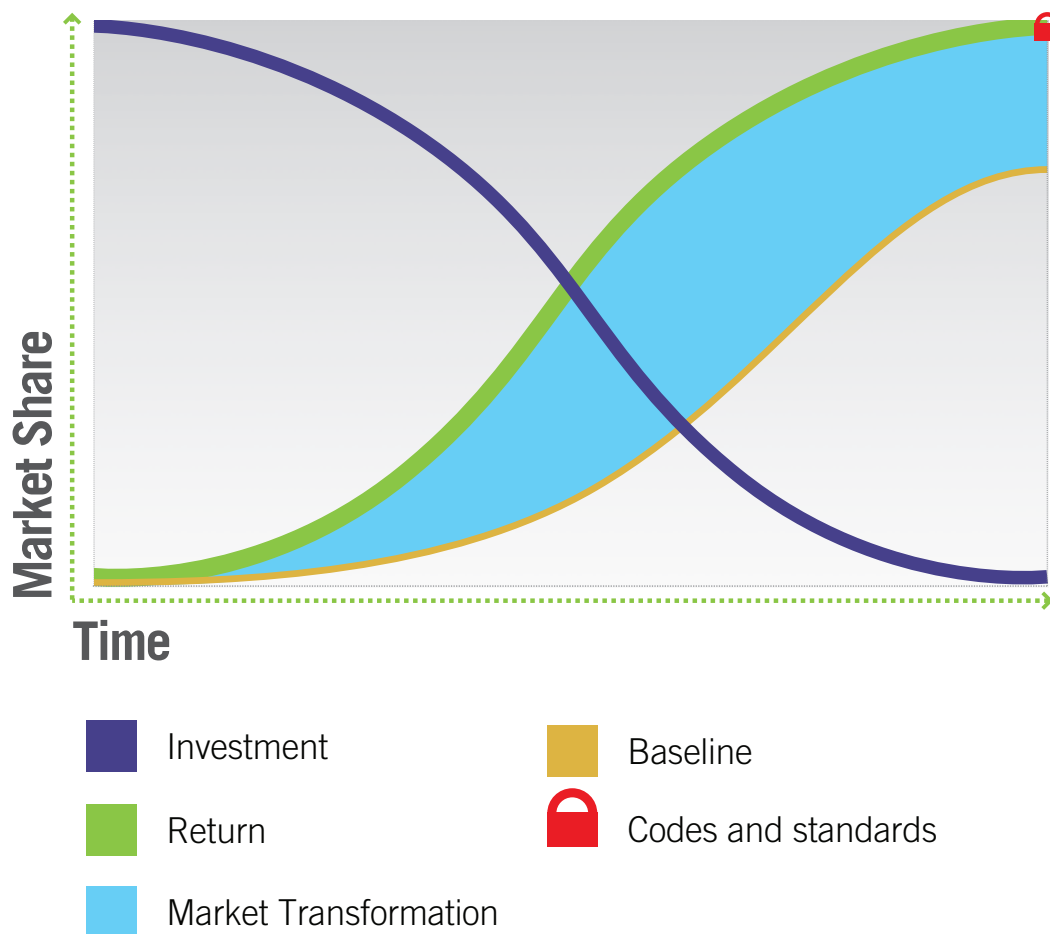 Market Share
Time
Investment
Return
Market Transformation
Baseline
Codes and standards